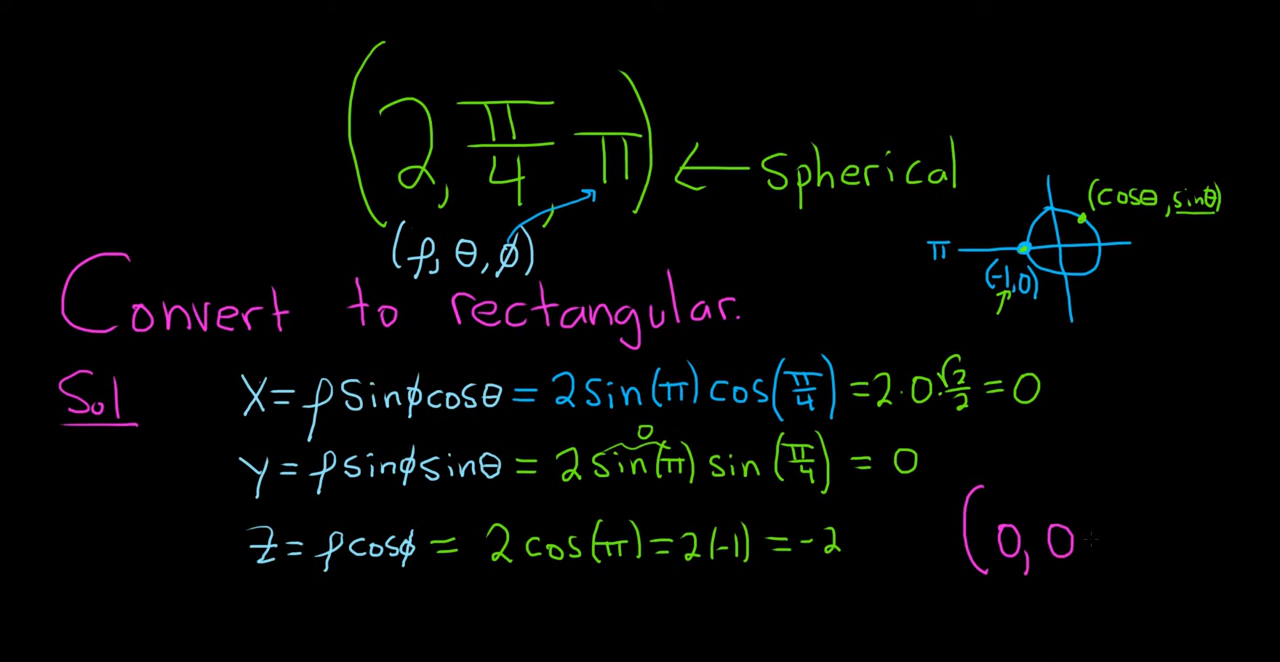 (2, π/4, π) ← Spherical
(ρ, θ, φ)
(cosθ, sinθ)
π
(-1,0)
Convert to rectangular.
Sol
X = ρ sinφ cosθ = 2 sin(π) cos(π/4) = 2·0·√2/2 = 0
0
Y = ρ sinφ sinθ = 2 sin(π) sin(π/4) = 0
Z = ρ cosφ = 2 cos(π) = 2(-1) = -2
(0, 0